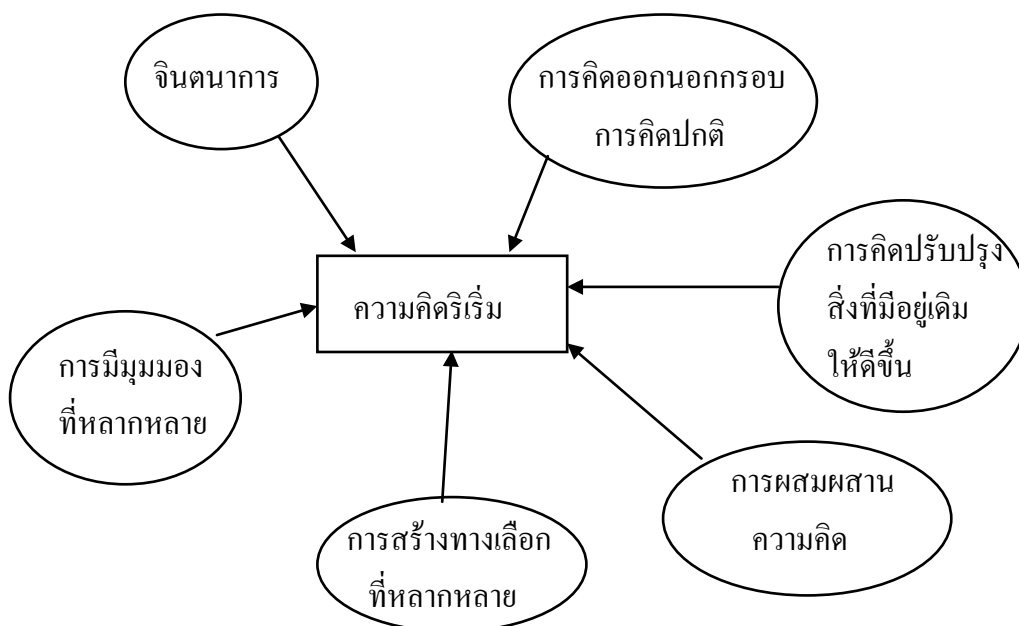 จินตนาการ
การคิดออกนอกกรอบ
การคิดปกติ
การคิดปรับปรุง
สิ่งที่มีอยู่เดิม
ให้ดีขึ้น
ความคิดริเริ่ม
การมีมุมมอง
ที่หลากหลาย
การผสมผสาน
ความคิด
การสร้างทางเลือก
ที่หลากหลาย